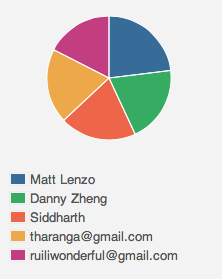 Matt Lenzo
Danny Zheng
Siddharth
tharanga@gmail.com
ruiliwonderful@gmail.com